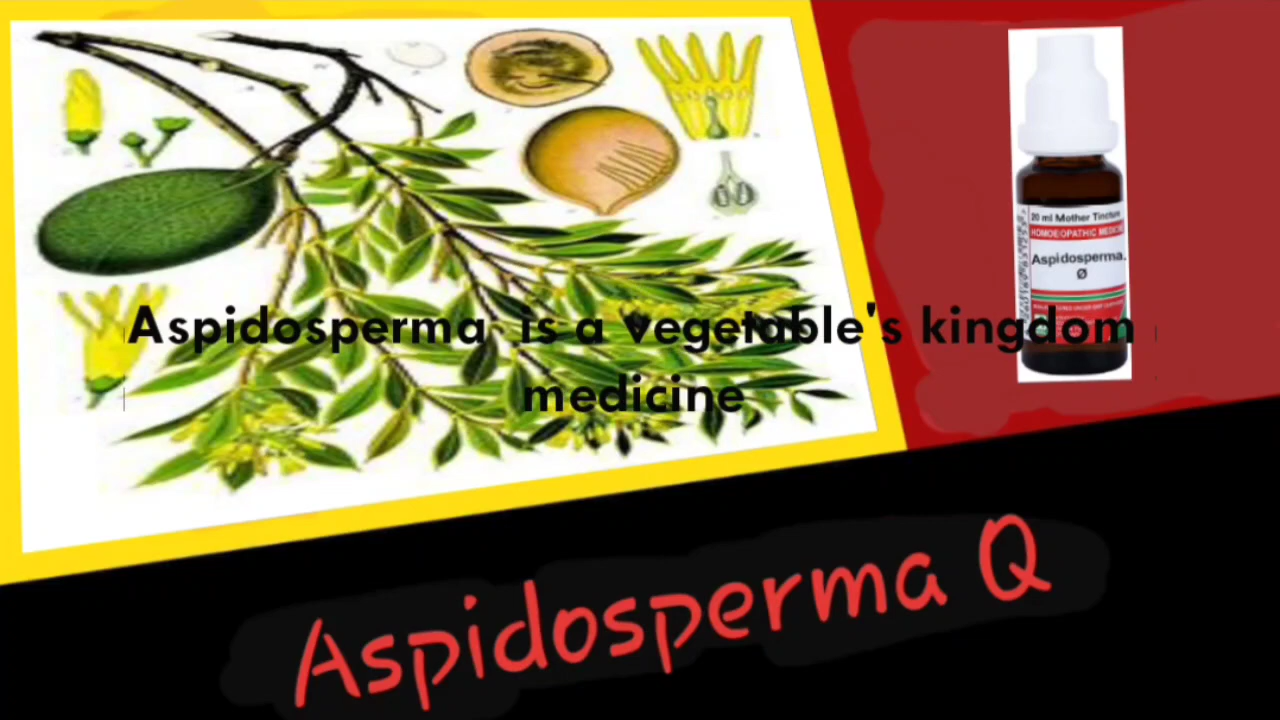 20 ml Mother Tincture
HOMOEOPATHIC MEDICINE
Aspidosperma.
Ø
Aspidosperma is a vegetable's kingdom
medicine
Aspidosperma Q